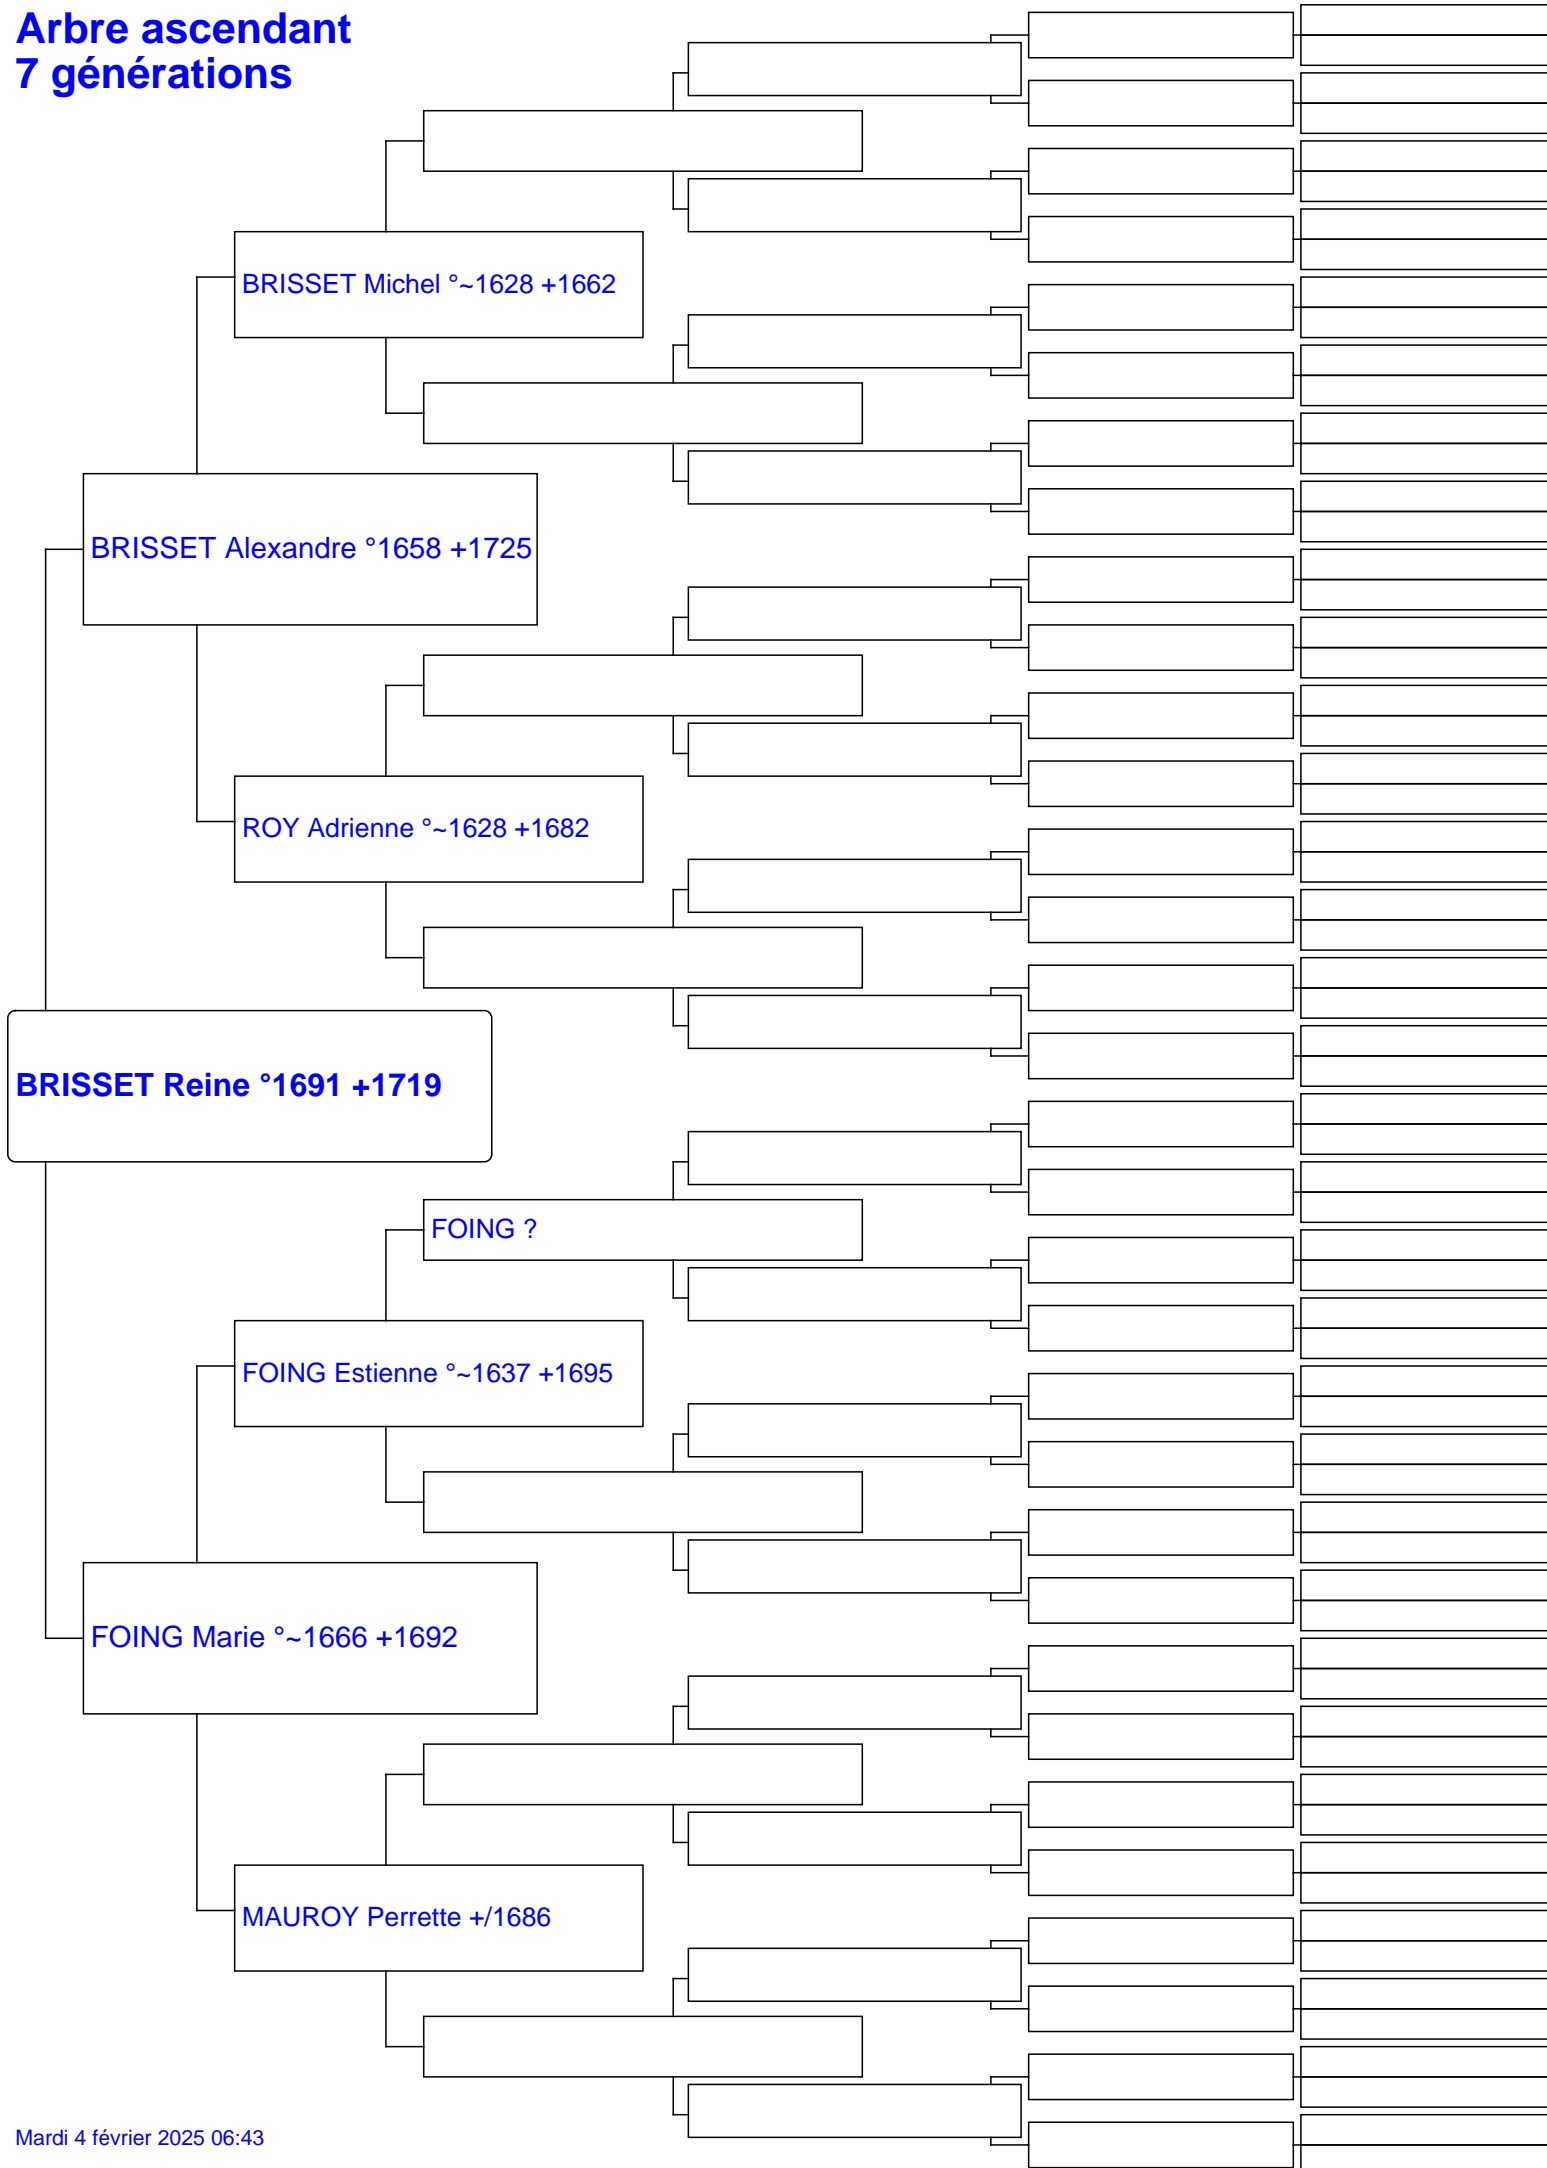 Arbre ascendant
7 générations
BRISSET Michel °~1628 +1662
BRISSET Alexandre °1658 +1725
ROY Adrienne °~1628 +1682
BRISSET Reine °1691 +1719
FOING ?
FOING Estienne °~1637 +1695
FOING Marie °~1666 +1692
MAUROY Perrette +/1686
Mardi 4 février 2025 06:43